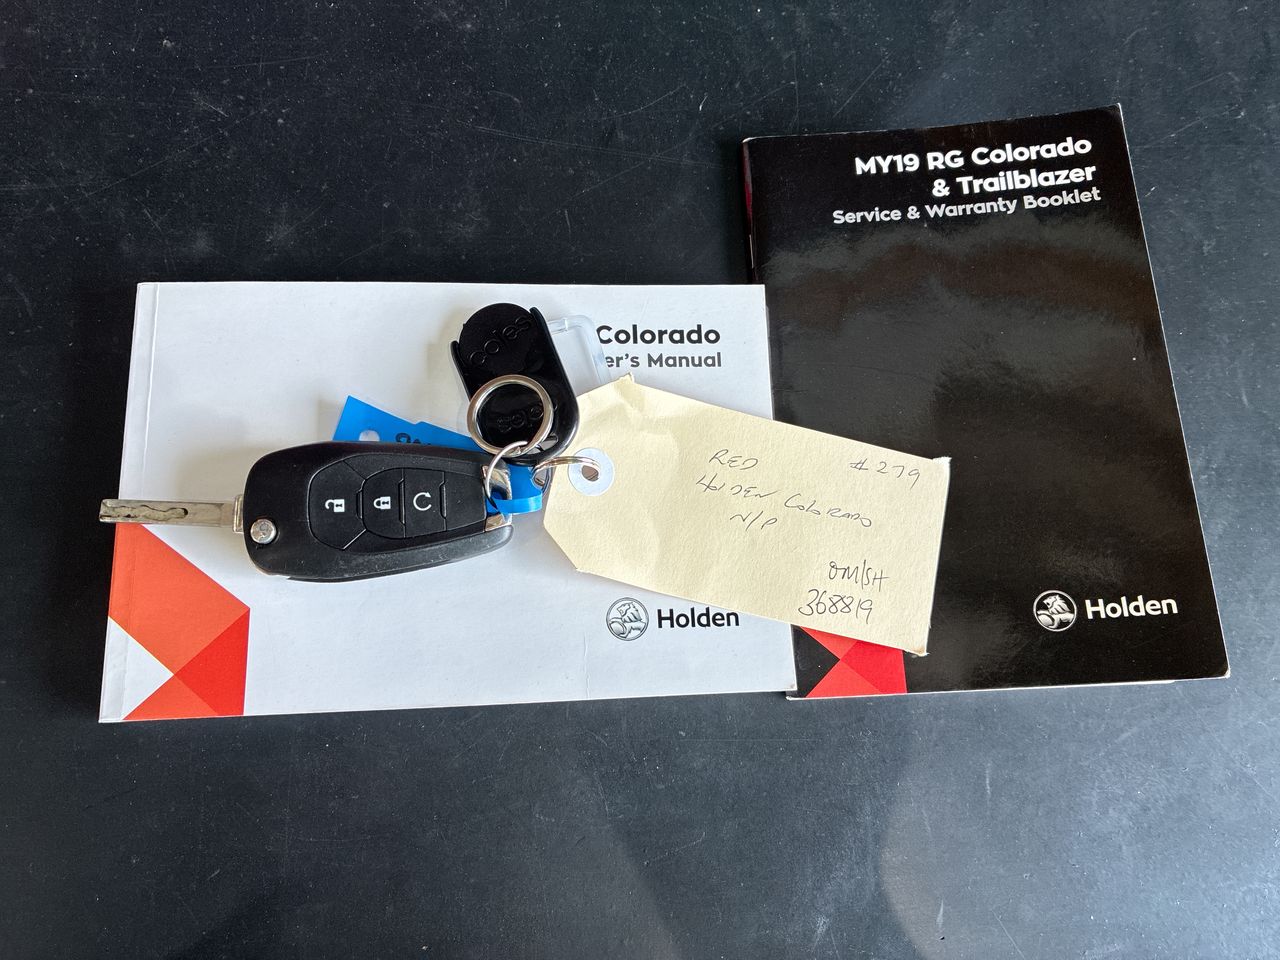 MY19 RG Colorado
& Trailblazer
Service & Warranty Booklet
Holden
Colorado
er's Manual
Holden
coles
coles
RED #279
HOLDEN COLORADO
N/P
OM/SH
368819